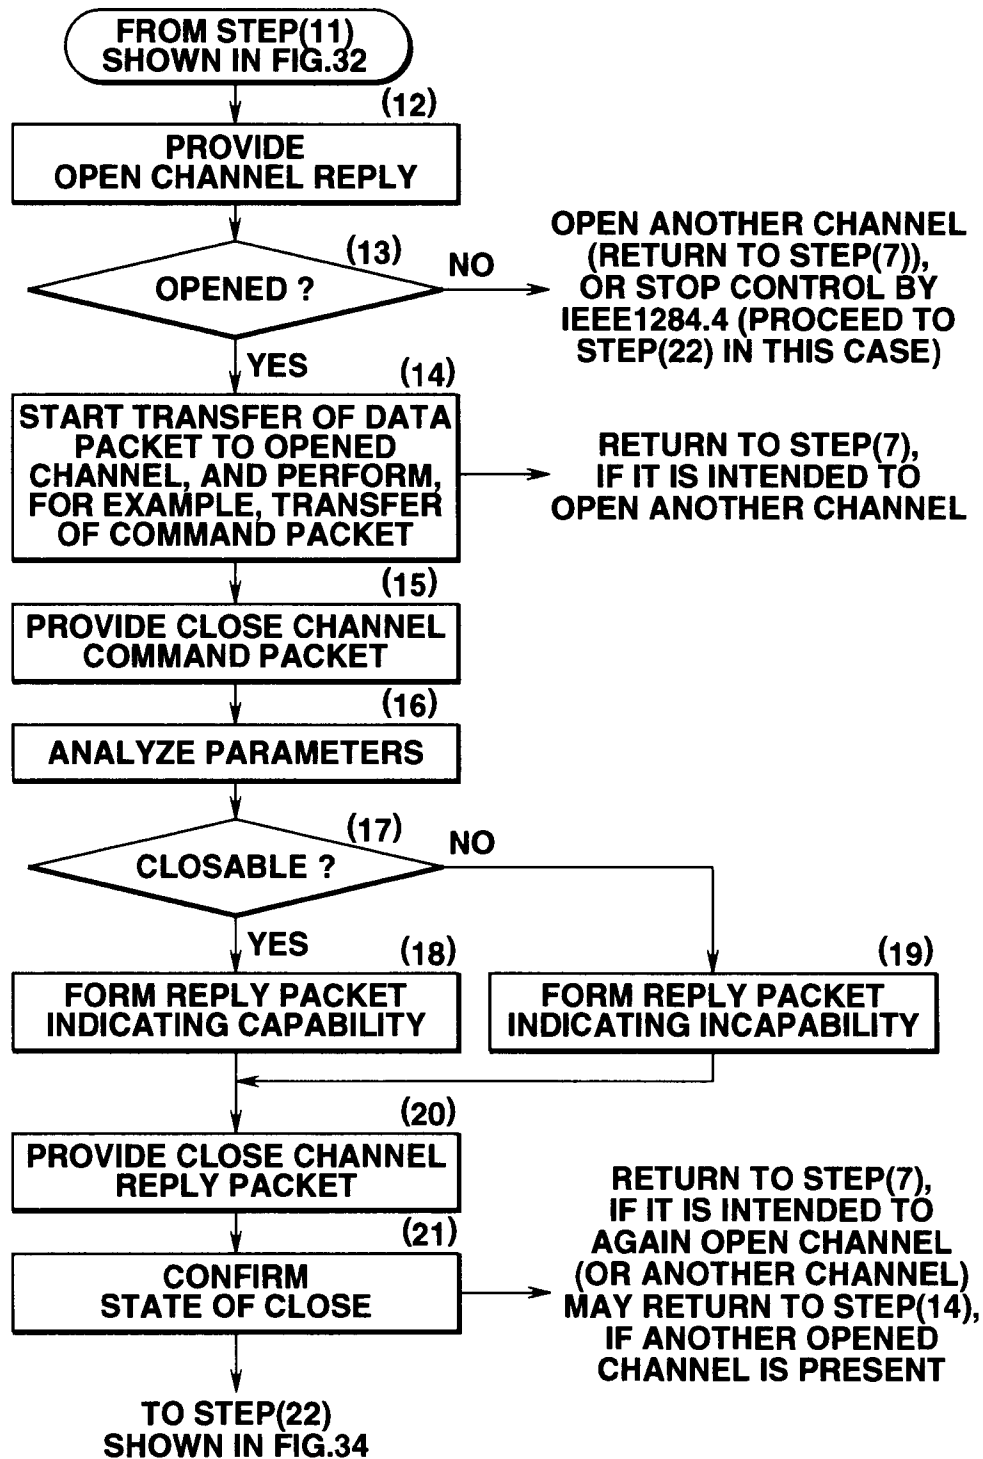 FROM STEP(11)
SHOWN IN FIG.32
(12)
PROVIDE
OPEN CHANNEL REPLY
(13)
OPENED ?
NO
OPEN ANOTHER CHANNEL
(RETURN TO STEP(7)),
OR STOP CONTROL BY
IEEE1284.4 (PROCEED TO
STEP(22) IN THIS CASE)
YES
(14)
START TRANSFER OF DATA
PACKET TO OPENED
CHANNEL, AND PERFORM,
FOR EXAMPLE, TRANSFER
OF COMMAND PACKET
RETURN TO STEP(7),
IF IT IS INTENDED TO
OPEN ANOTHER CHANNEL
(15)
PROVIDE CLOSE CHANNEL
COMMAND PACKET
(16)
ANALYZE PARAMETERS
(17)
CLOSABLE ?
NO
YES
(18)
FORM REPLY PACKET
INDICATING CAPABILITY
(19)
FORM REPLY PACKET
INDICATING INCAPABILITY
(20)
PROVIDE CLOSE CHANNEL
REPLY PACKET
(21)
CONFIRM
STATE OF CLOSE
RETURN TO STEP(7),
IF IT IS INTENDED TO
AGAIN OPEN CHANNEL
(OR ANOTHER CHANNEL)
MAY RETURN TO STEP(14),
IF ANOTHER OPENED
CHANNEL IS PRESENT
TO STEP(22)
SHOWN IN FIG.34